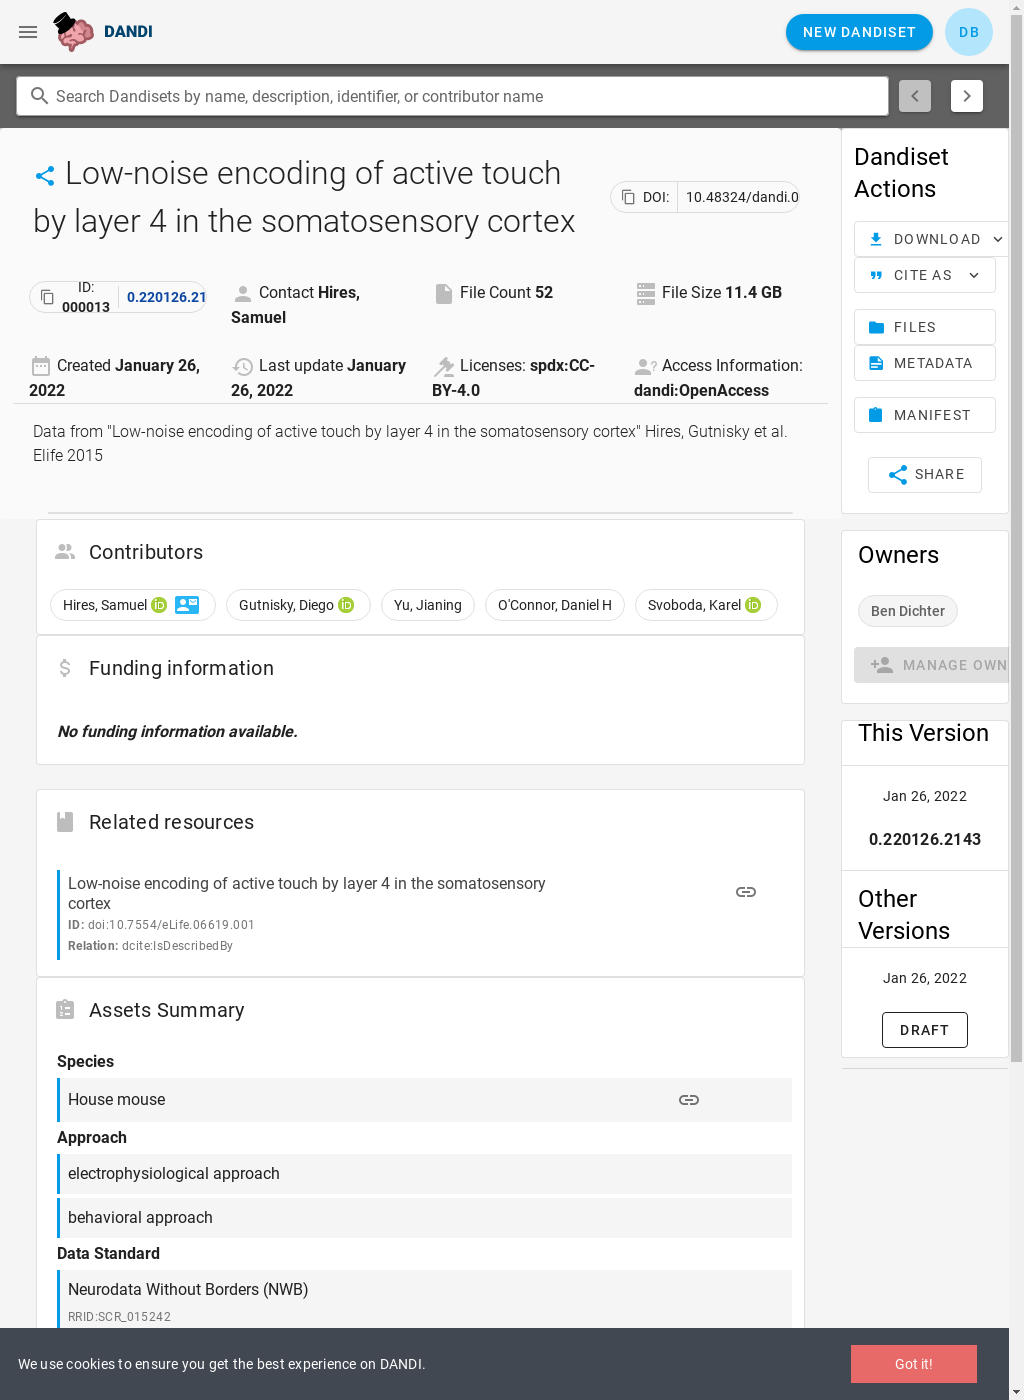 DANDI
NEW DANDISET
DB
Search Dandisets by name, description, identifier, or contributor name
Low-noise encoding of active touch
by layer 4 in the somatosensory cortex
DOI:
10.48324/dandi.0
ID:
000013
0.220126.21
Contact Hires,
Samuel
File Count 52
File Size 11.4 GB
Created January 26,
2022
Last update January
26, 2022
Licenses: spdx:CC-
BY-4.0
Access Information:
dandi:OpenAccess
Data from "Low-noise encoding of active touch by layer 4 in the somatosensory cortex" Hires, Gutnisky et al.
Elife 2015
Contributors
Hires, Samuel iD
Gutnisky, Diego iD
Yu, Jianing
O'Connor, Daniel H
Svoboda, Karel iD
Funding information
No funding information available.
Related resources
Low-noise encoding of active touch by layer 4 in the somatosensory
cortex
ID: doi:10.7554/eLife.06619.001
Relation: dcite:IsDescribedBy
Assets Summary
Species
House mouse
Approach
electrophysiological approach
behavioral approach
Data Standard
Neurodata Without Borders (NWB)
RRID:SCR_015242
Dandiset
Actions
DOWNLOAD
CITE AS
FILES
METADATA
MANIFEST
SHARE
Owners
Ben Dichter
MANAGE OWN
This Version
Jan 26, 2022
0.220126.2143
Other
Versions
Jan 26, 2022
DRAFT
We use cookies to ensure you get the best experience on DANDI.
Got it!